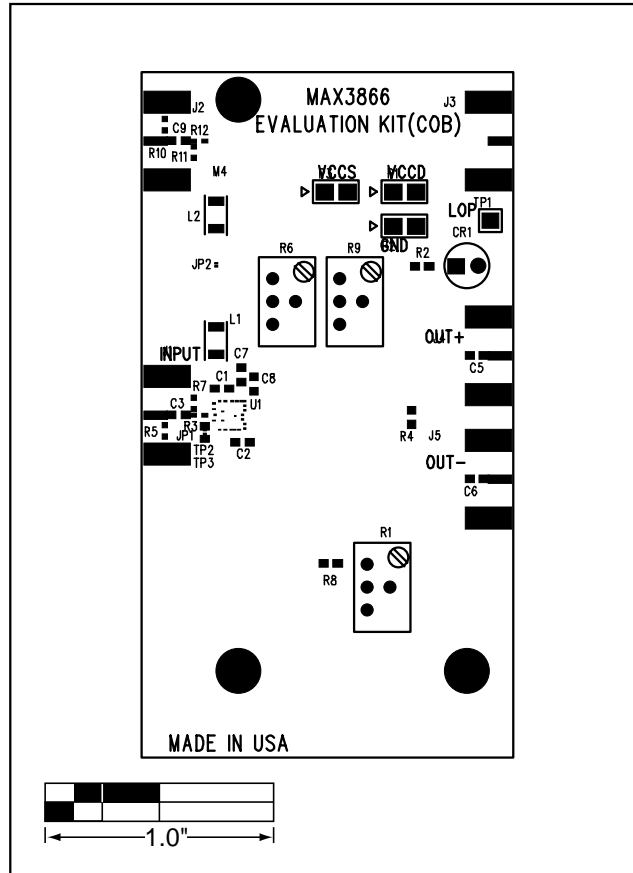 MAX3866
EVALUATION KIT(COB)
J2
J3
C9
R12
R10
R11
M4
VCCS
VCCD
L2
LOP
TP1
GND
CR1
R6
R9
R2
JP2
L1
INPUT
OUT+
C7
C5
C1
C8
R7
U1
C3
R5
R3
JP1
R4
J5
TP2
C2
TP3
OUT-
C6
R1
R8
MADE IN USA
1.0"